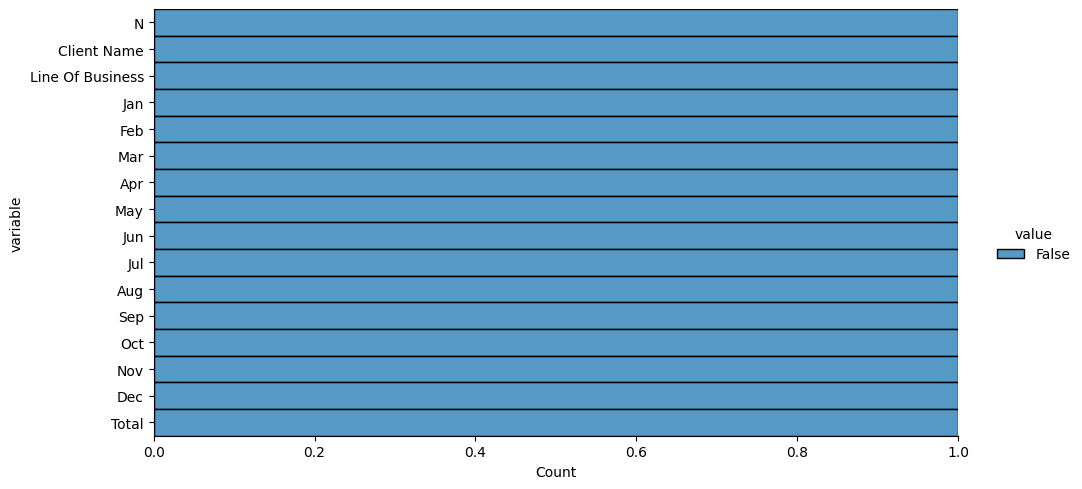 N
Client Name
Line Of Business
Jan
Feb
Mar
Apr
May
Jun
Jul
Aug
Sep
Oct
Nov
Dec
Total
variable
0.0 0.2 0.4 0.6 0.8 1.0
Count
value
False